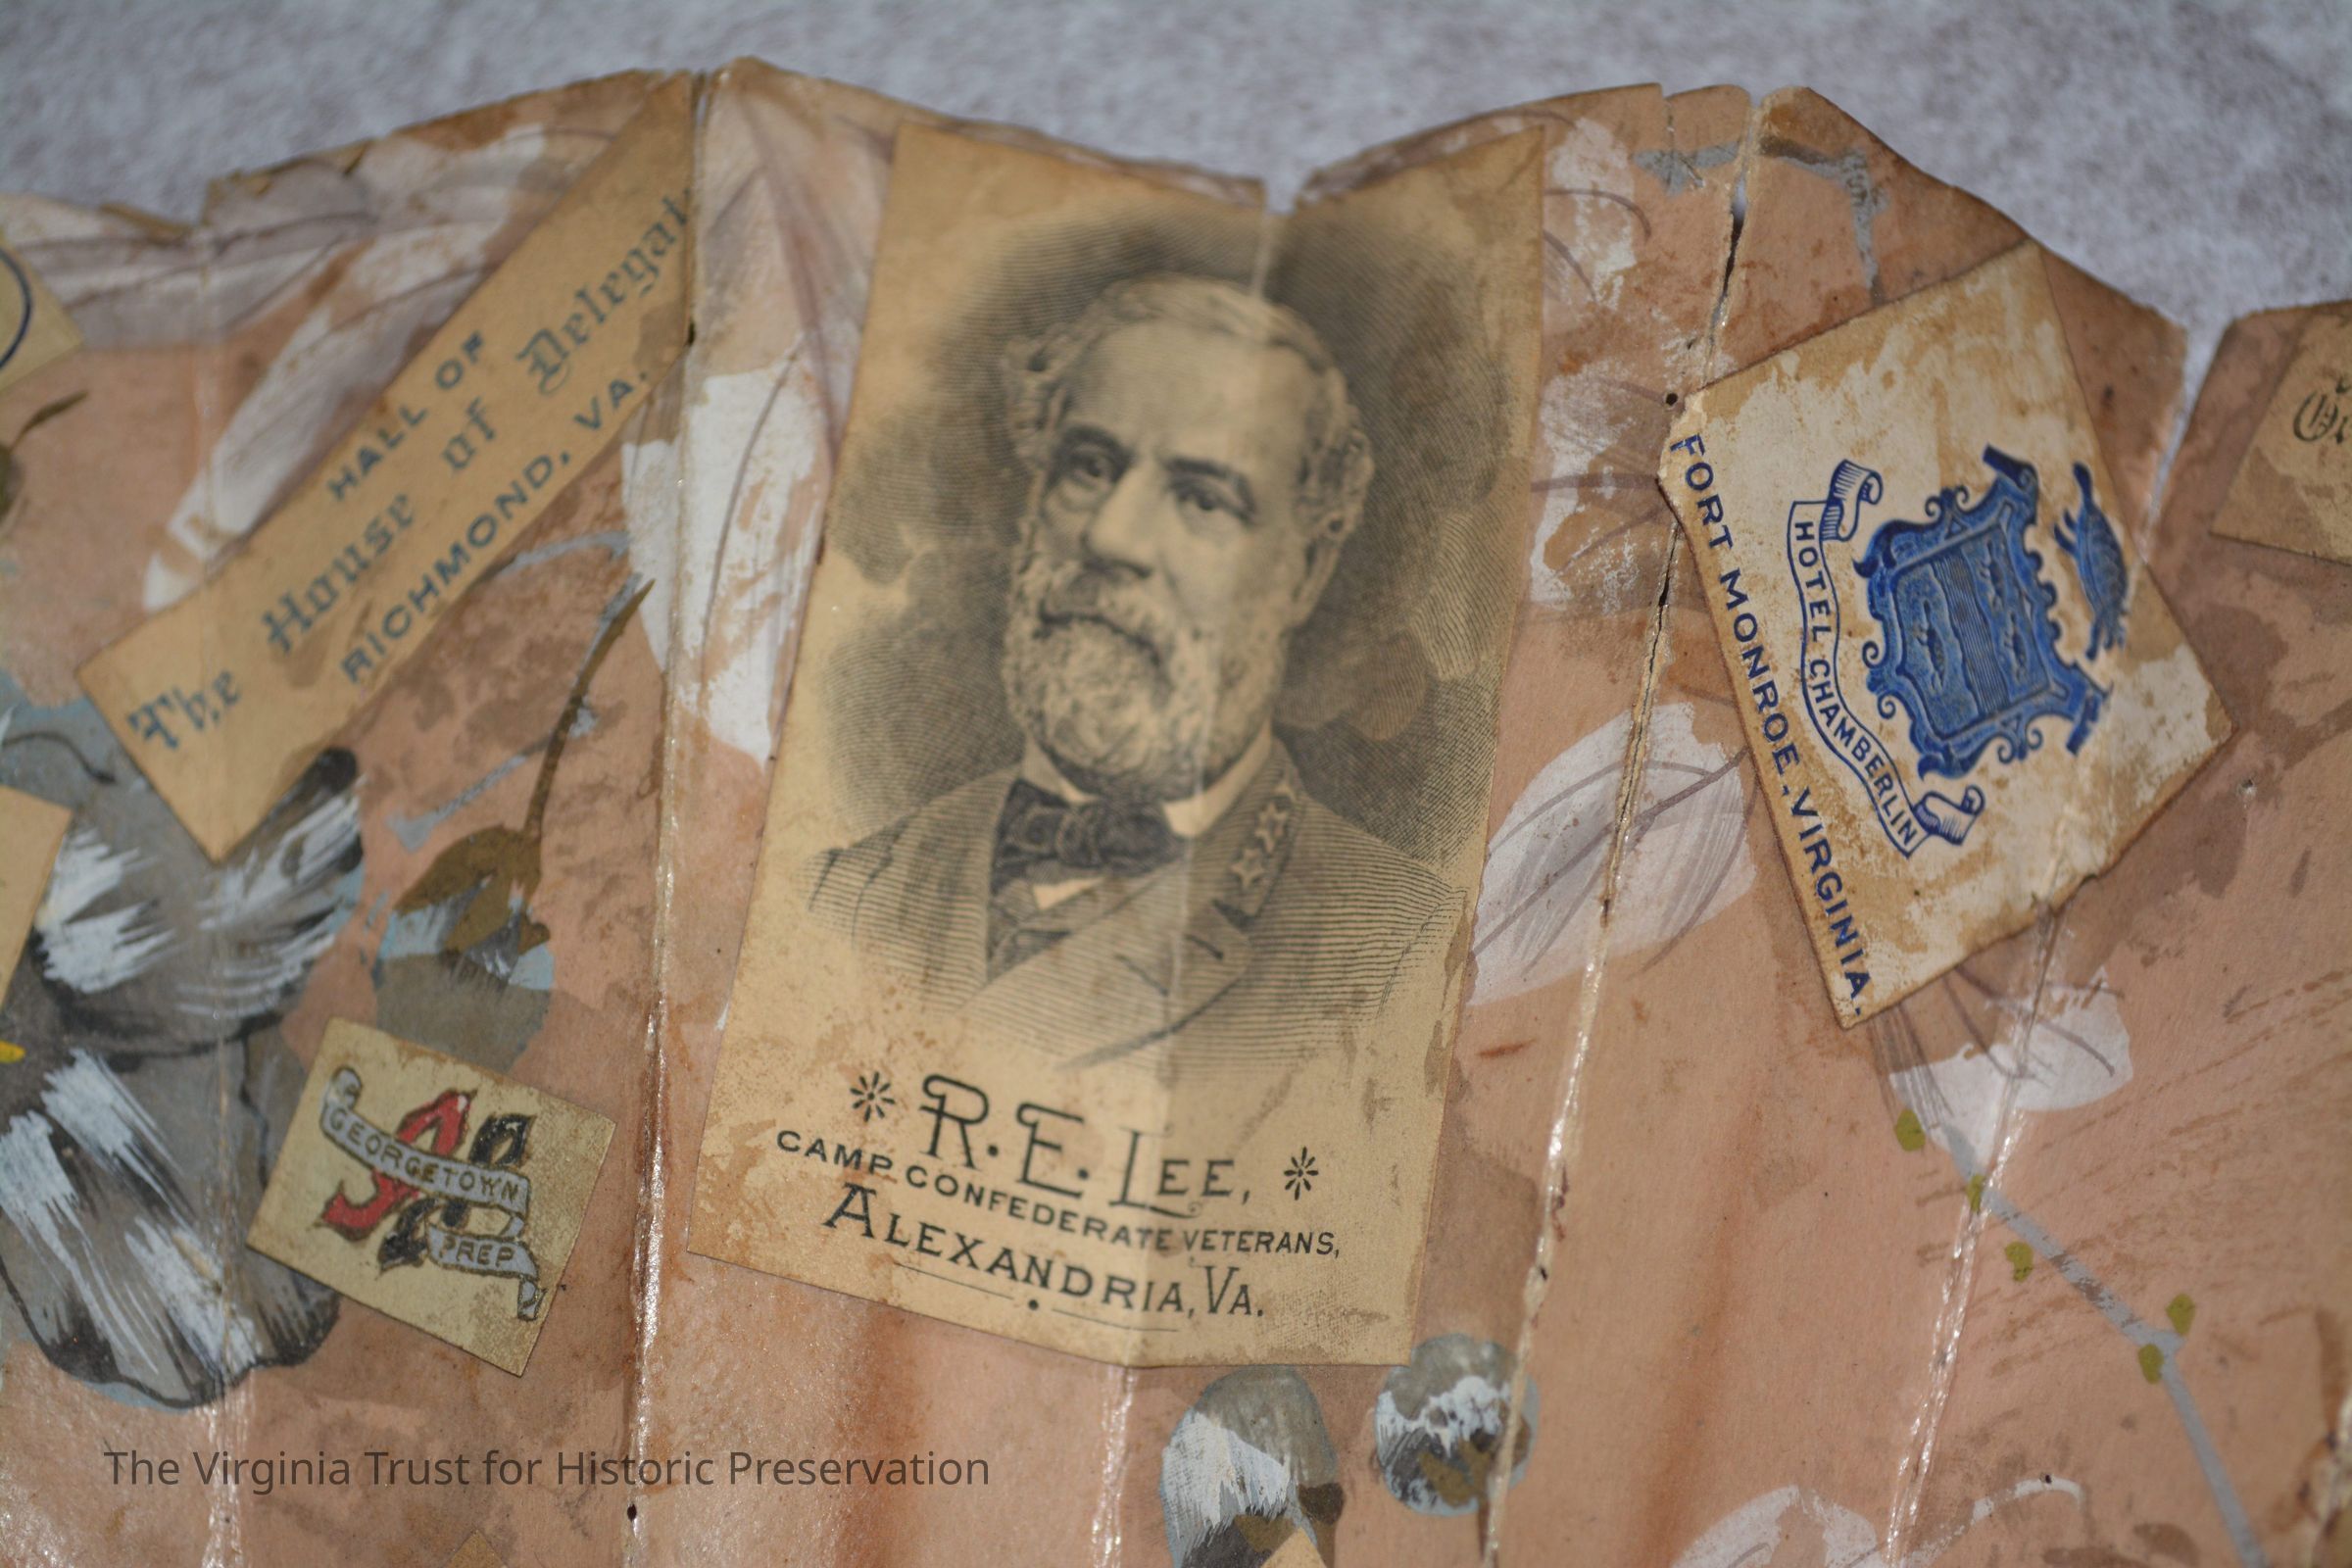 HALL OF
The House of Delegat
RICHMOND, VA.
R. E. LEE,
CAMP CONFEDERATE VETERANS,
ALEXANDRIA, VA.
HOTEL CHAMBERLIN
FORT MONROE, VIRGINIA.
GEORGETOWN
PREP
The Virginia Trust for Historic Preservation